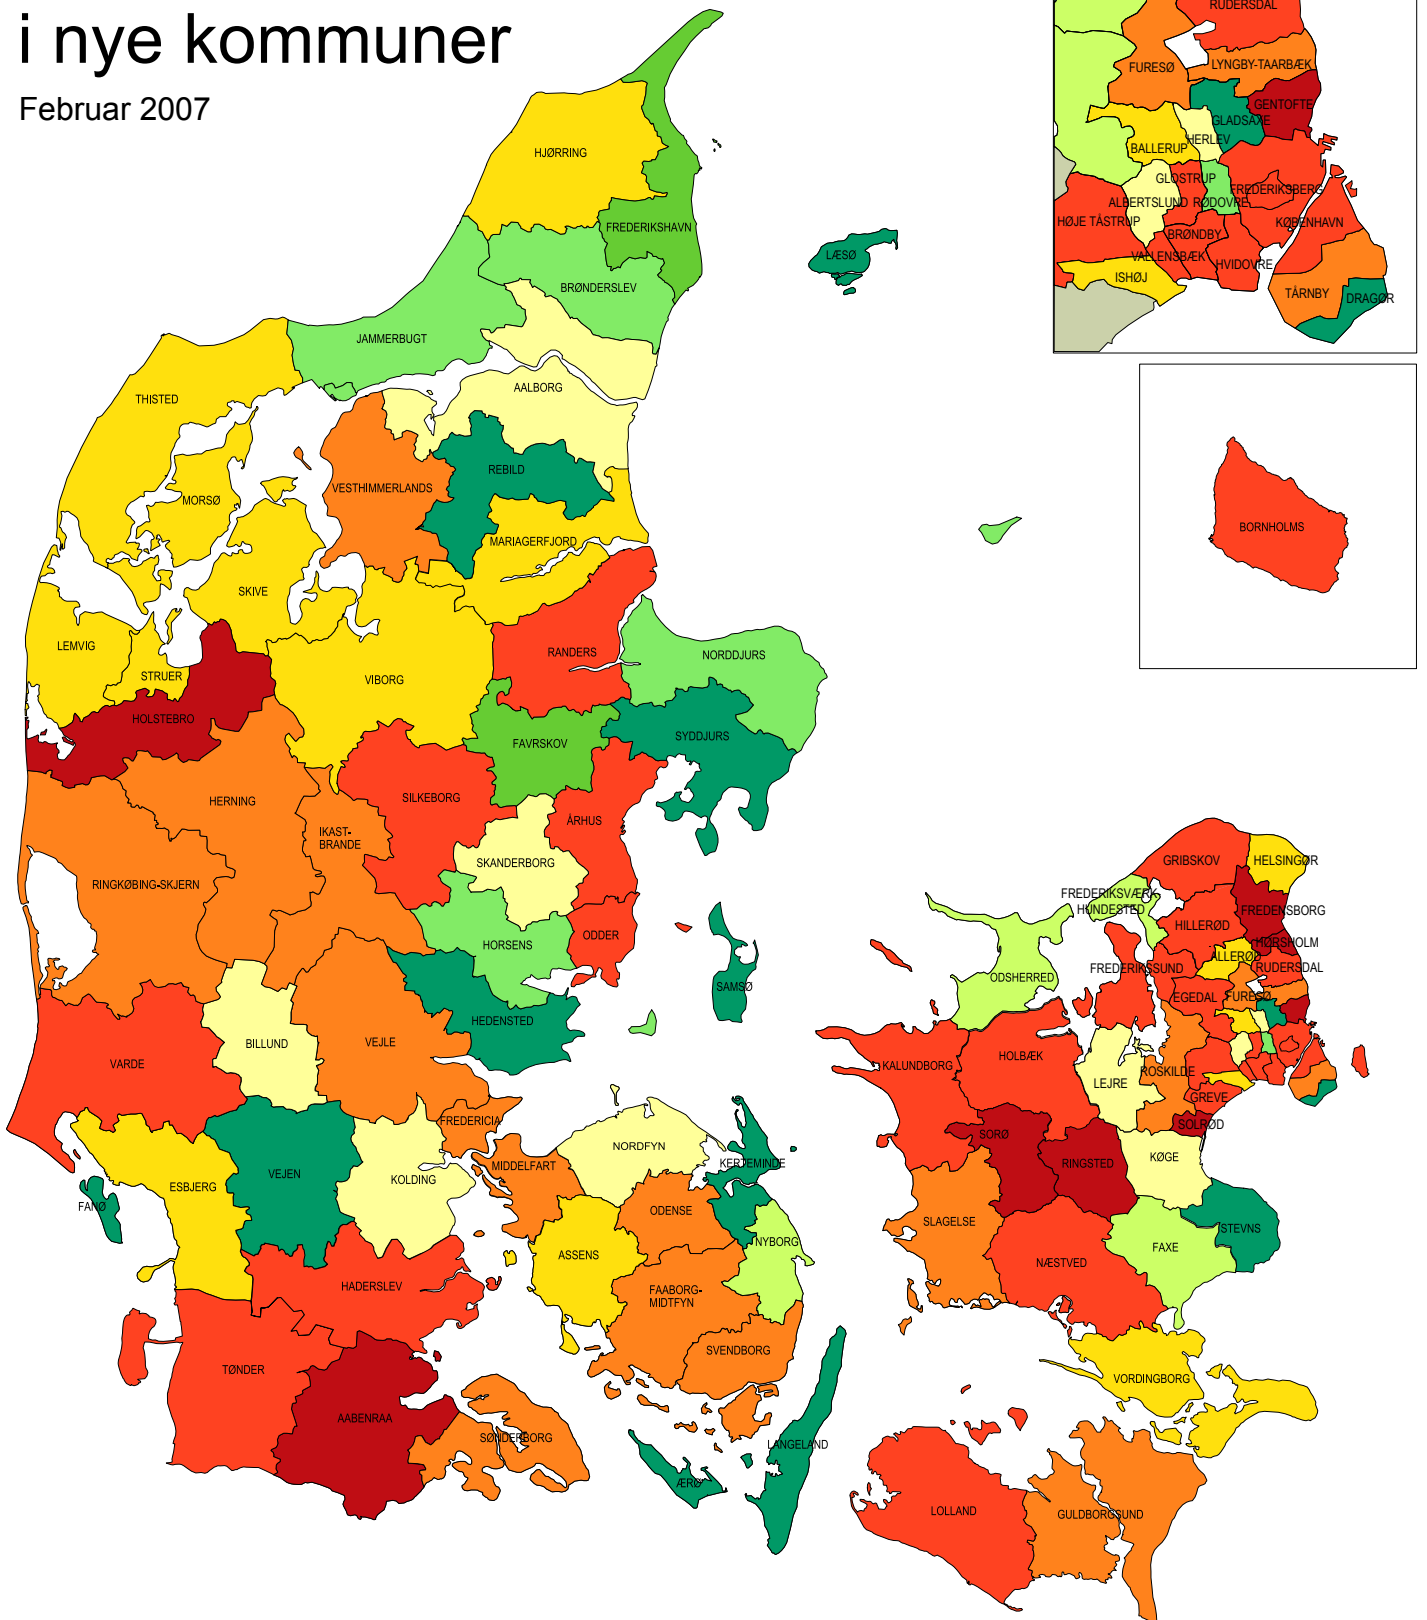 i nye kommuner
Februar 2007
RUDERSDAL
FURESØ
LYNGBY-TAARBÆK
GENTOFTE
GLADSAXE
HERLEV
BALLERUP
GLOSTRUP
FREDERIKSBERG
ALBERTSLUND
RØDOVRE
HØJE TÅSTRUP
KØBENHAVN
BRØNDBY
VALLENSBÆK
HVIDOVRE
ISHØJ
TÅRNBY
DRAGØR
BORNHOLMS
HJØRRING
FREDERIKSHAVN
LÆSØ
BRØNDERSLEV
JAMMERBUGT
AALBORG
THISTED
REBILD
VESTHIMMERLANDS
MORSØ
MARIAGERFJORD
SKIVE
LEMVIG
RANDERS
NORDDJURS
STRUER
VIBORG
HOLSTEBRO
SYDDJURS
FAVRSKOV
HERNING
SILKEBORG
ÅRHUS
IKAST-
BRANDE
SKANDERBORG
RINGKØBING-SKJERN
HORSENS
ODDER
SAMSØ
HEDENSTED
BILLUND
VEJLE
VARDE
FREDERICIA
NORDFYN
MIDDELFART
KERTEMINDE
VEJEN
KOLDING
ESBJERG
FANØ
ODENSE
ASSENS
NYBORG
HADERSLEV
FAABORG-
MIDTFYN
SVENDBORG
TØNDER
AABENRAA
SØNDERBORG
LANGELAND
ÆRØ
GRIBSKOV
HELSINGØR
FREDERIKSVÆRK
HUNDESTED
FREDENSBORG
HILLERØD
HØRSHOLM
ALLERØD
RUDERSDAL
FREDERIKSSUND
ODSHERRED
EGEDAL
FURESØ
HOLBÆK
KALUNDBORG
ROSKILDE
LEJRE
GREVE
SOLRØD
SORØ
RINGSTED
KØGE
SLAGELSE
STEVNS
FAXE
NÆSTVED
VORDINGBORG
LOLLAND
GULDBORGSUND